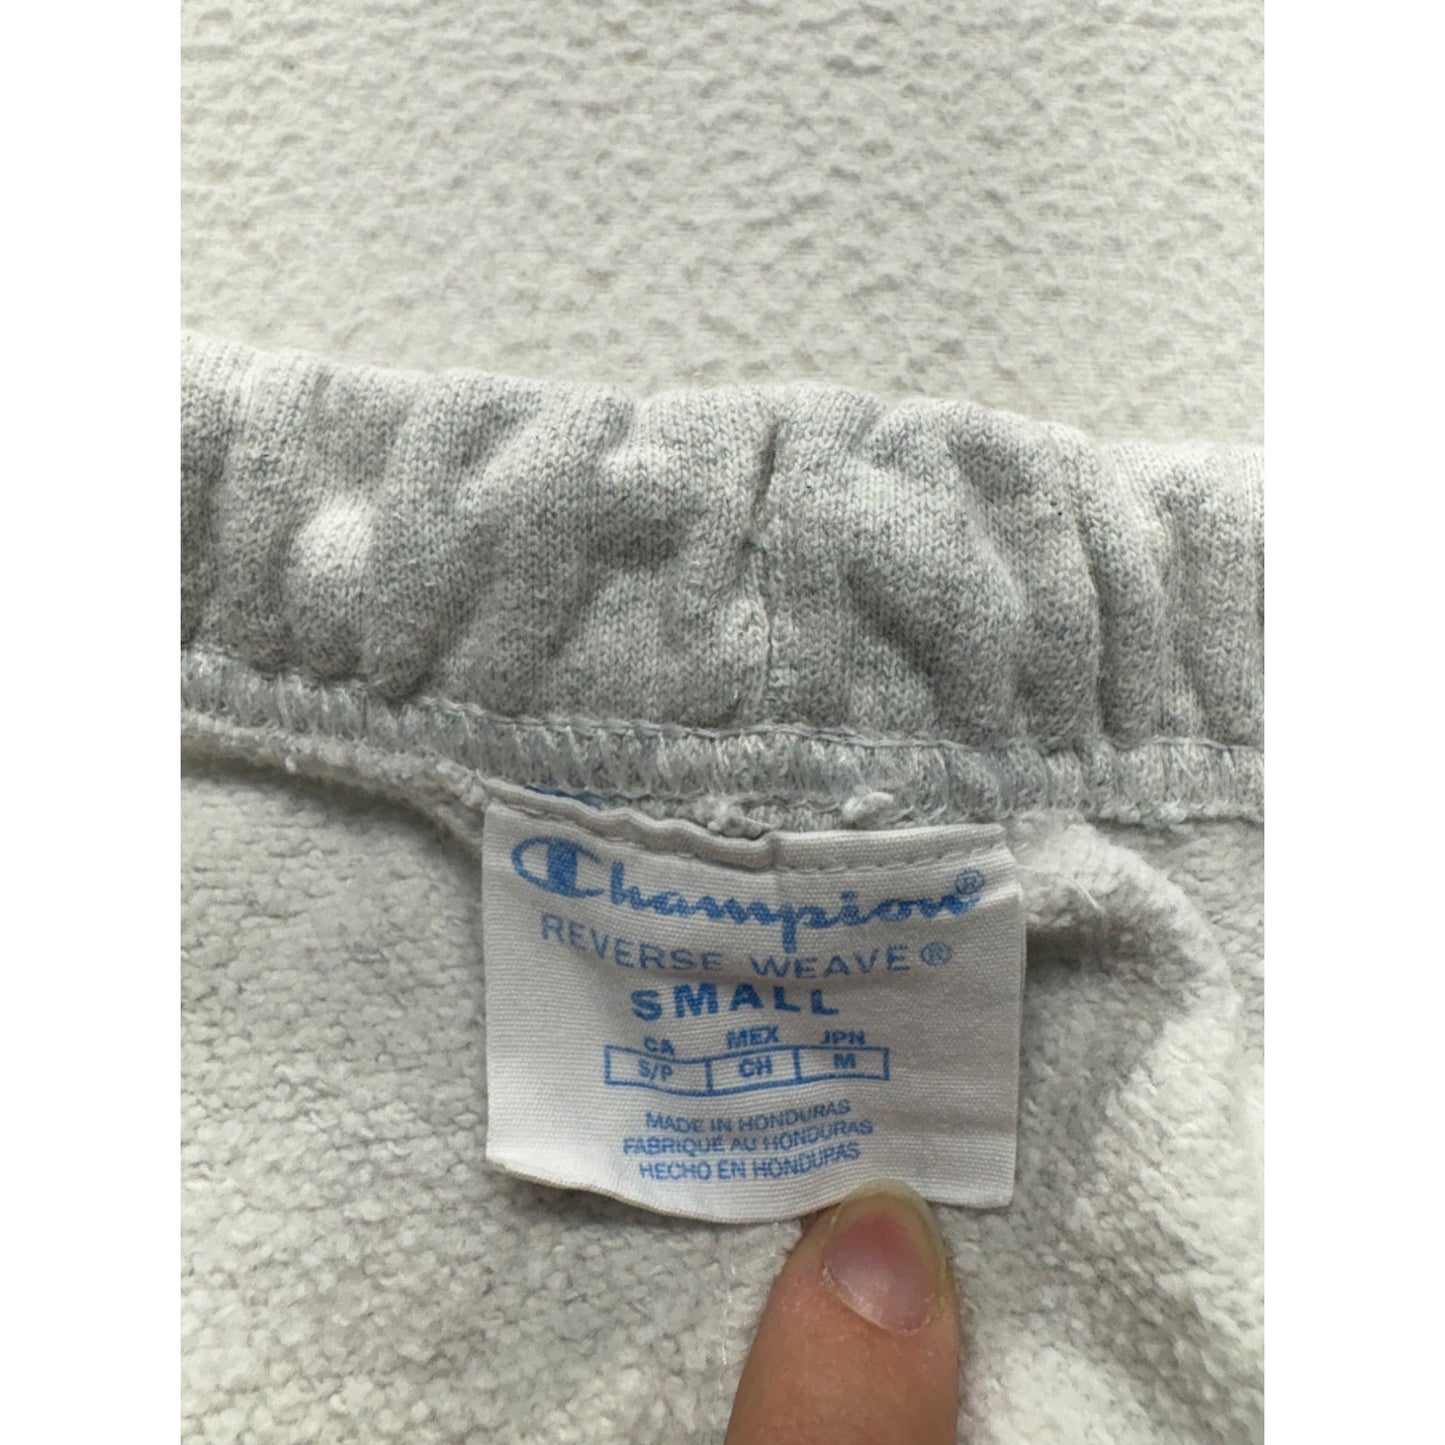 Champion®
REVERSE WEAVE®
SMALL
CA MEX JPN
S/P CH M
MADE IN HONDURAS
FABRIQUE AU HONDURAS
HECHO EN HONDURAS